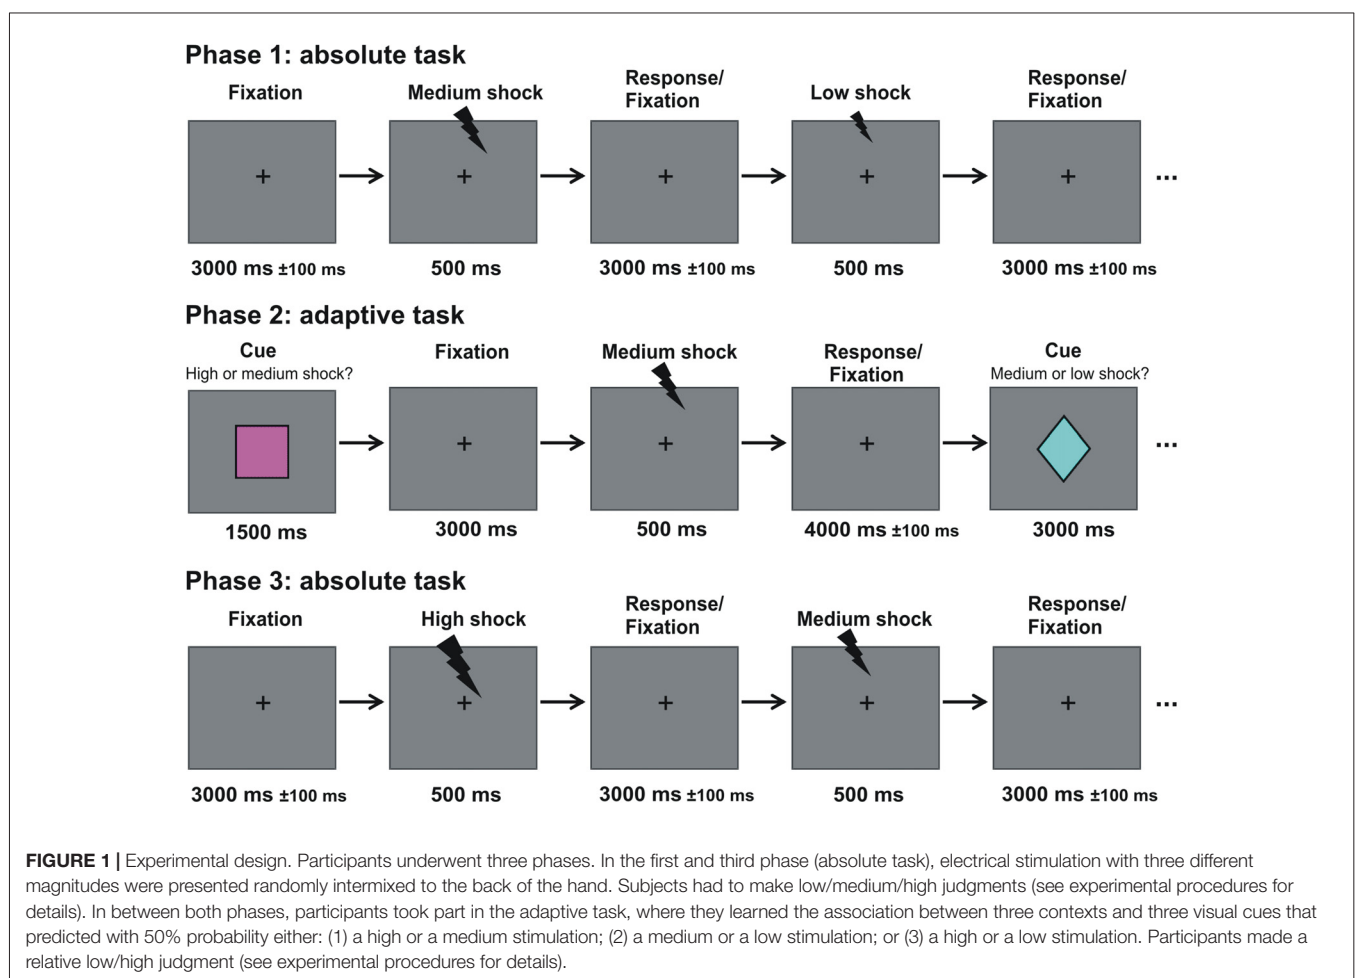 Phase 1: absolute task
Fixation
Medium shock
Response/
Fixation
Low shock
Response/
Fixation
+ + + + + ...
3000 ms ±100 ms
500 ms
3000 ms ±100 ms
500 ms
3000 ms ±100 ms
Phase 2: adaptive task
Cue
High or medium shock?
Fixation
Medium shock
Response/
Fixation
Cue
Medium or low shock?
+ + + ...
1500 ms
3000 ms
500 ms
4000 ms ±100 ms
3000 ms
Phase 3: absolute task
Fixation
High shock
Response/
Fixation
Medium shock
Response/
Fixation
+ + + + + ...
3000 ms ±100 ms
500 ms
3000 ms ±100 ms
500 ms
3000 ms ±100 ms
FIGURE 1 | Experimental design. Participants underwent three phases. In the first and third phase (absolute task), electrical stimulation with three different
magnitudes were presented randomly intermixed to the back of the hand. Subjects had to make low/medium/high judgments (see experimental procedures for
details). In between both phases, participants took part in the adaptive task, where they learned the association between three contexts and three visual cues that
predicted with 50% probability either: (1) a high or a medium stimulation; (2) a medium or a low stimulation; or (3) a high or a low stimulation. Participants made a
relative low/high judgment (see experimental procedures for details).